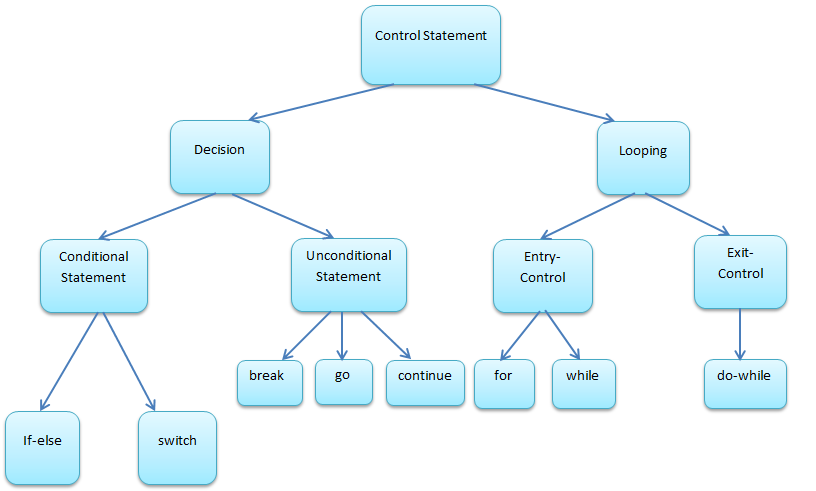 Control Statement
Decision
Looping
Conditional
Statement
Unconditional
Statement
Entry-
Control
Exit-
Control
break
go
continue
for
while
do-while
If-else
switch